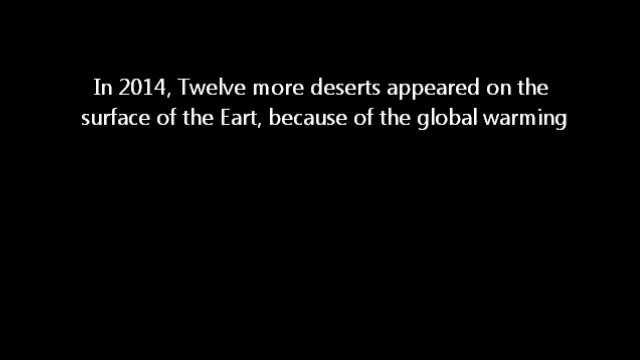 In 2014, Twelve more deserts appeared on the
surface of the Eart, because of the global warming